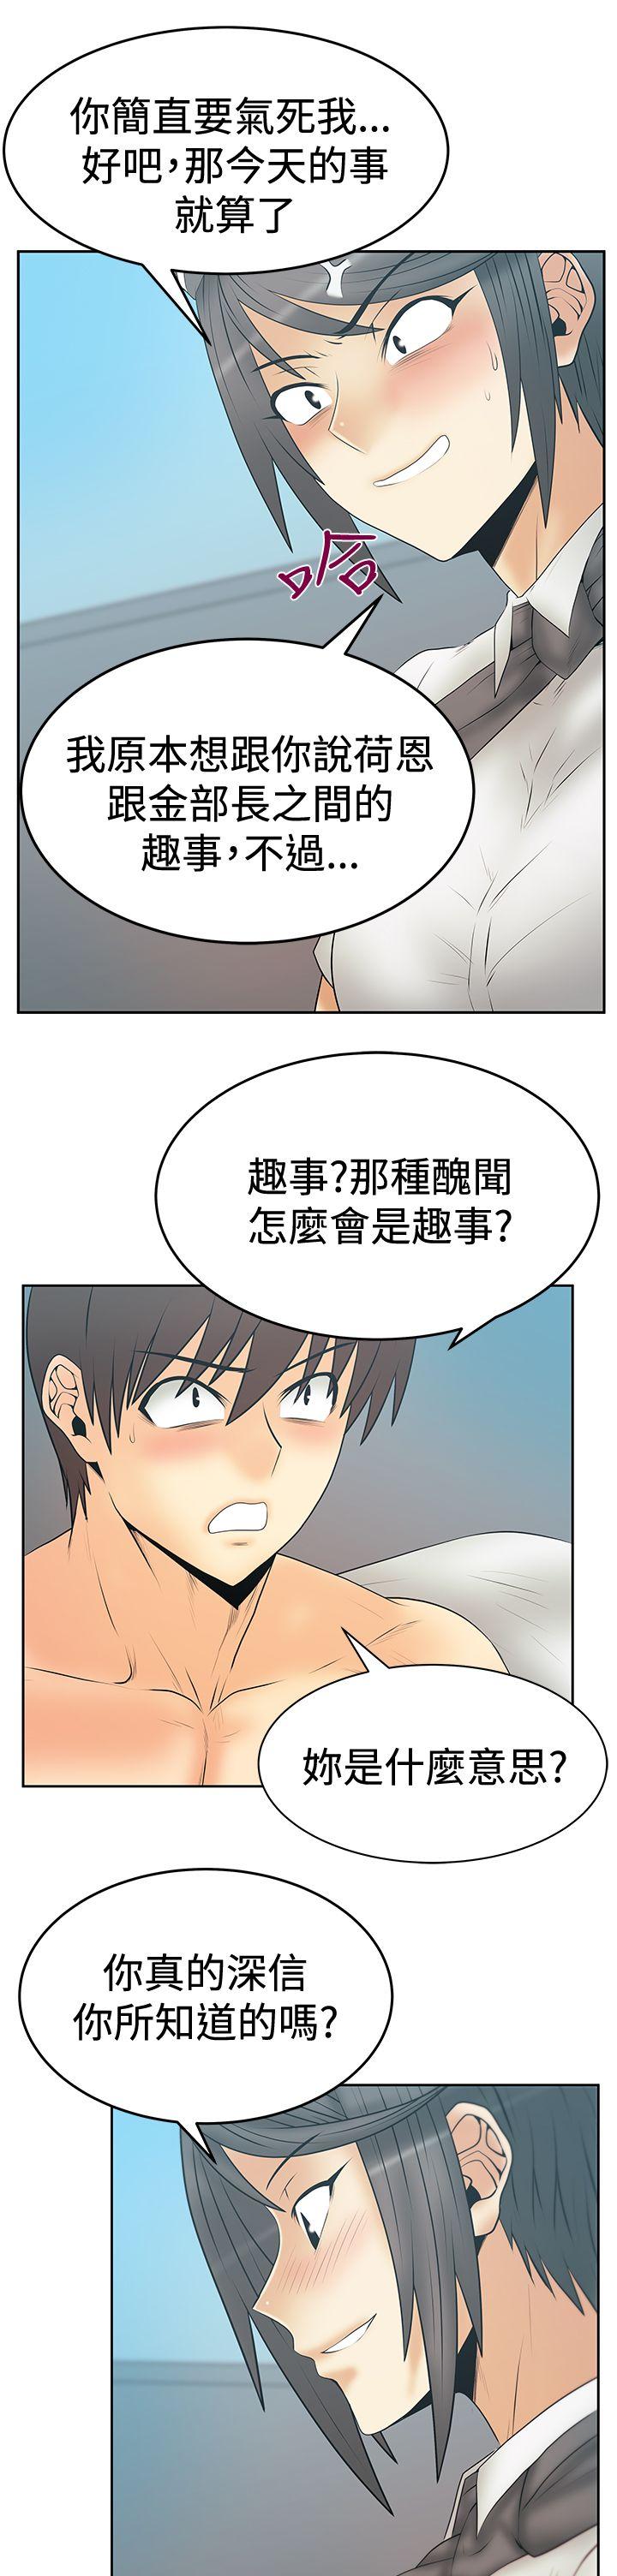 你簡直要氣死我...
好吧,那今天的事
就算了
哈
我原本想跟你說荷恩
跟金部長之間的
趣事,不過...
趣事?那種醜聞
怎麼會是趣事?
妳是什麼意思?
你真的深信
你所知道的嗎?